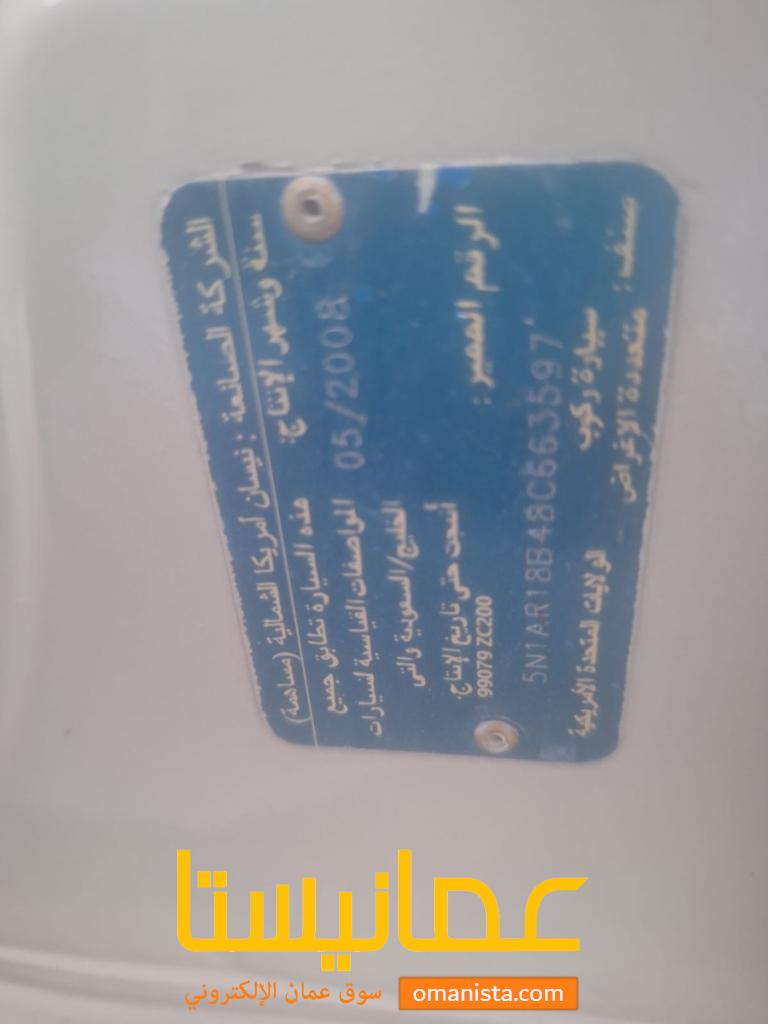 الشركة الصانعة : نيسان أمريكا الشمالية (مساهمة)
سنة وشهر الإنتاج:
05/2008
هذه السيارة تطابق جميع
المواصفات القياسية لسيارات
الخليج/السعودية والتى
أنتجت حتى تاريخ الإنتاج.
99079 ZC200
الرقم المميز :
5N1AR18B48C663597
سيارة ركوب
صنف : متعددة الاغراض
الولايات المتحدة الأمريكية
عمانيستا
سوق عمان الإلكتروني
omanista.com